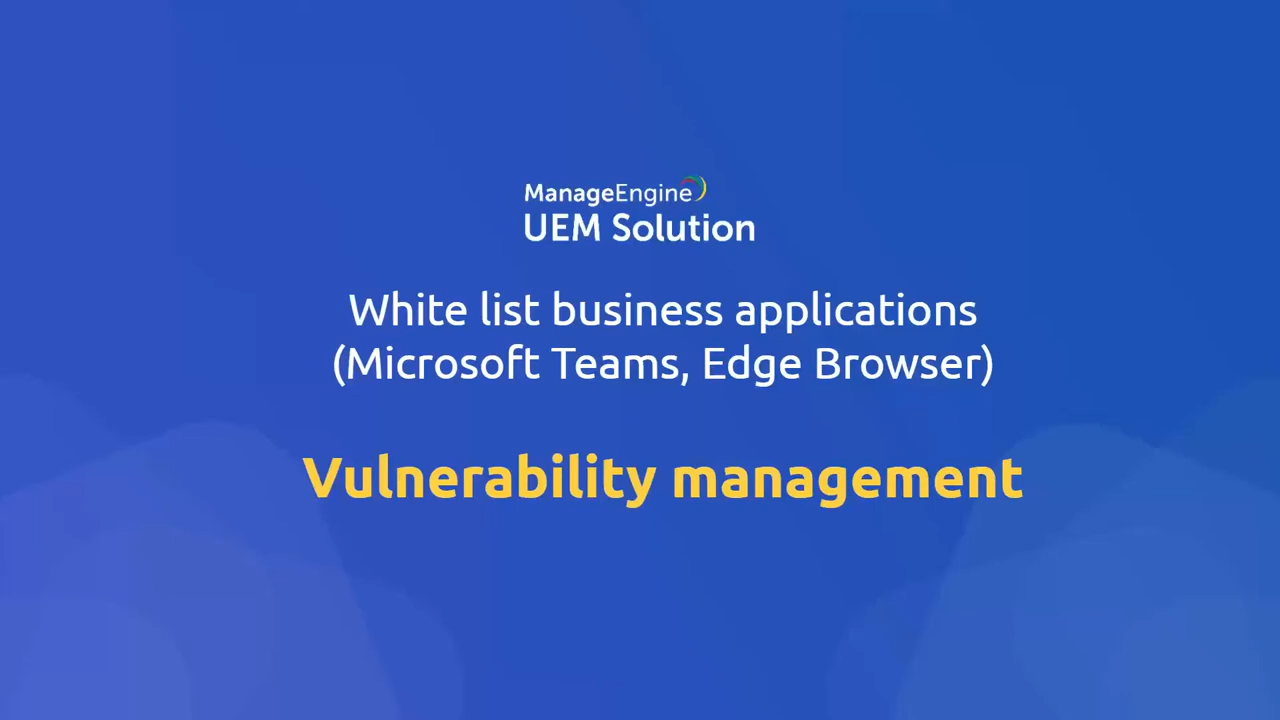 ManageEngine
UEM Solution
White list business applications
(Microsoft Teams, Edge Browser)
Vulnerability management